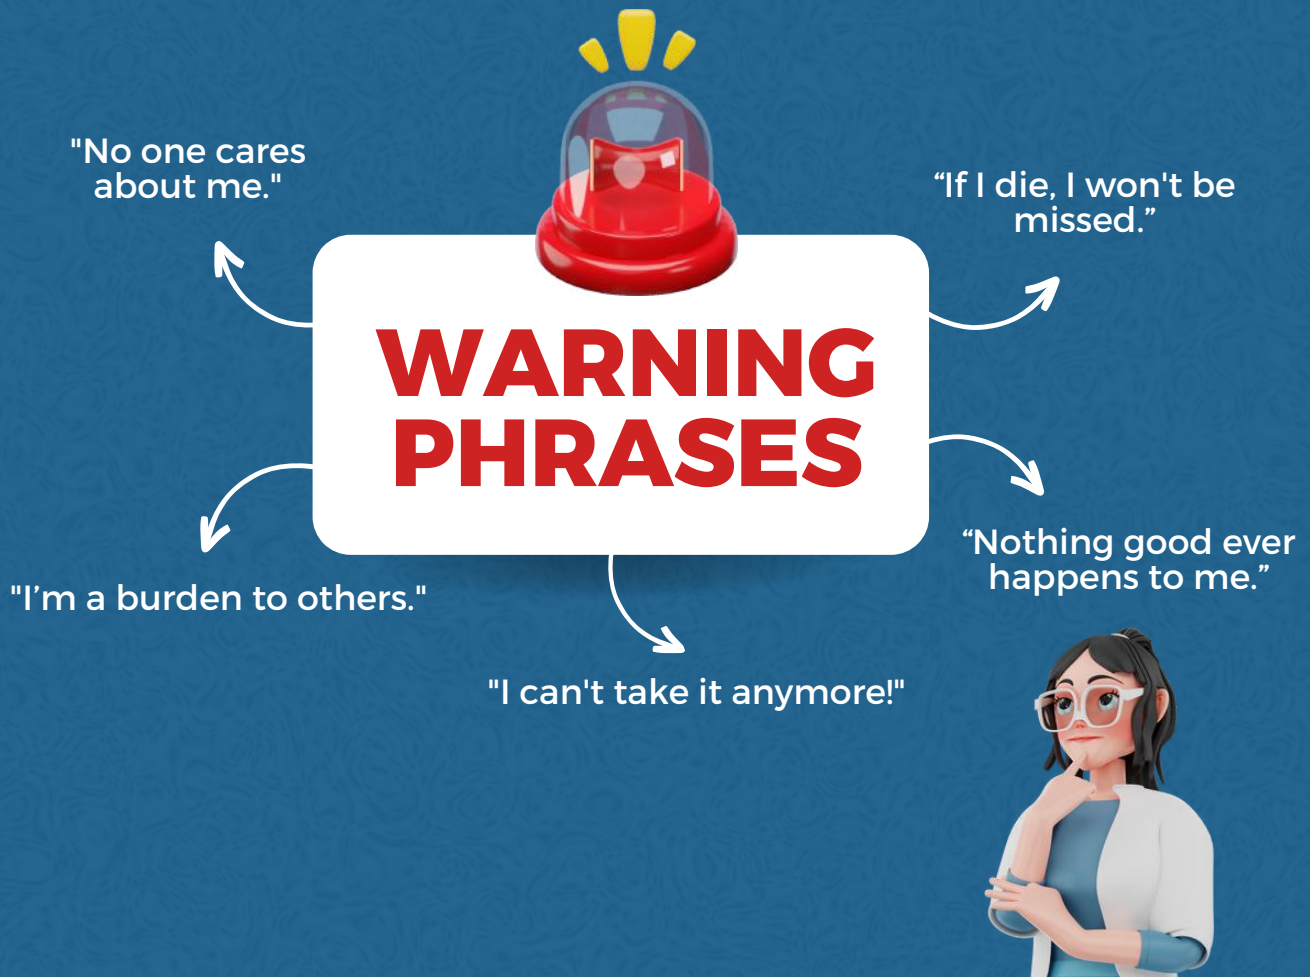 "No one cares
about me."
“If I die, I won't be
missed.”
WARNING
PHRASES
“Nothing good ever
happens to me.”
"I’m a burden to others."
"I can't take it anymore!"